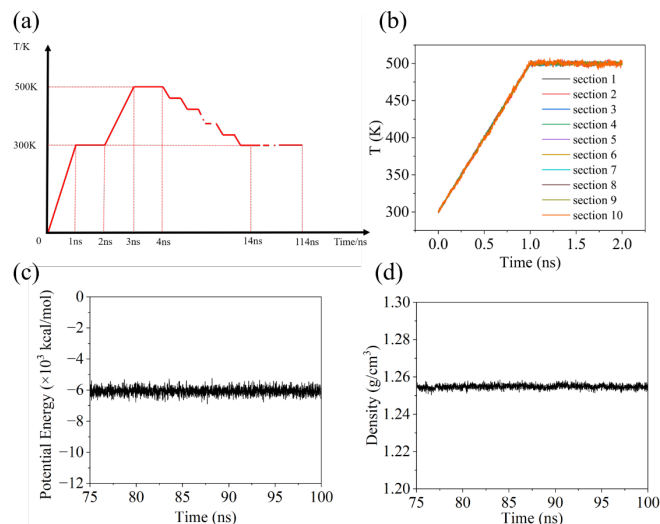 (a)
T/K
500K
300K
0
1ns 2ns 3ns 4ns 14ns 114ns Time/ns
(b)
T (K)
500
450
400
350
300
section 1
section 2
section 3
section 4
section 5
section 6
section 7
section 8
section 9
section 10
0.0 0.5 1.0 1.5 2.0
Time (ns)
(c)
Potential Energy (×10³ kcal/mol)
0
−2
−4
−6
−8
−10
−12
75 80 85 90 95 100
Time (ns)
(d)
Density (g/cm³)
1.30
1.28
1.26
1.24
1.22
1.20
75 80 85 90 95 100
Time (ns)